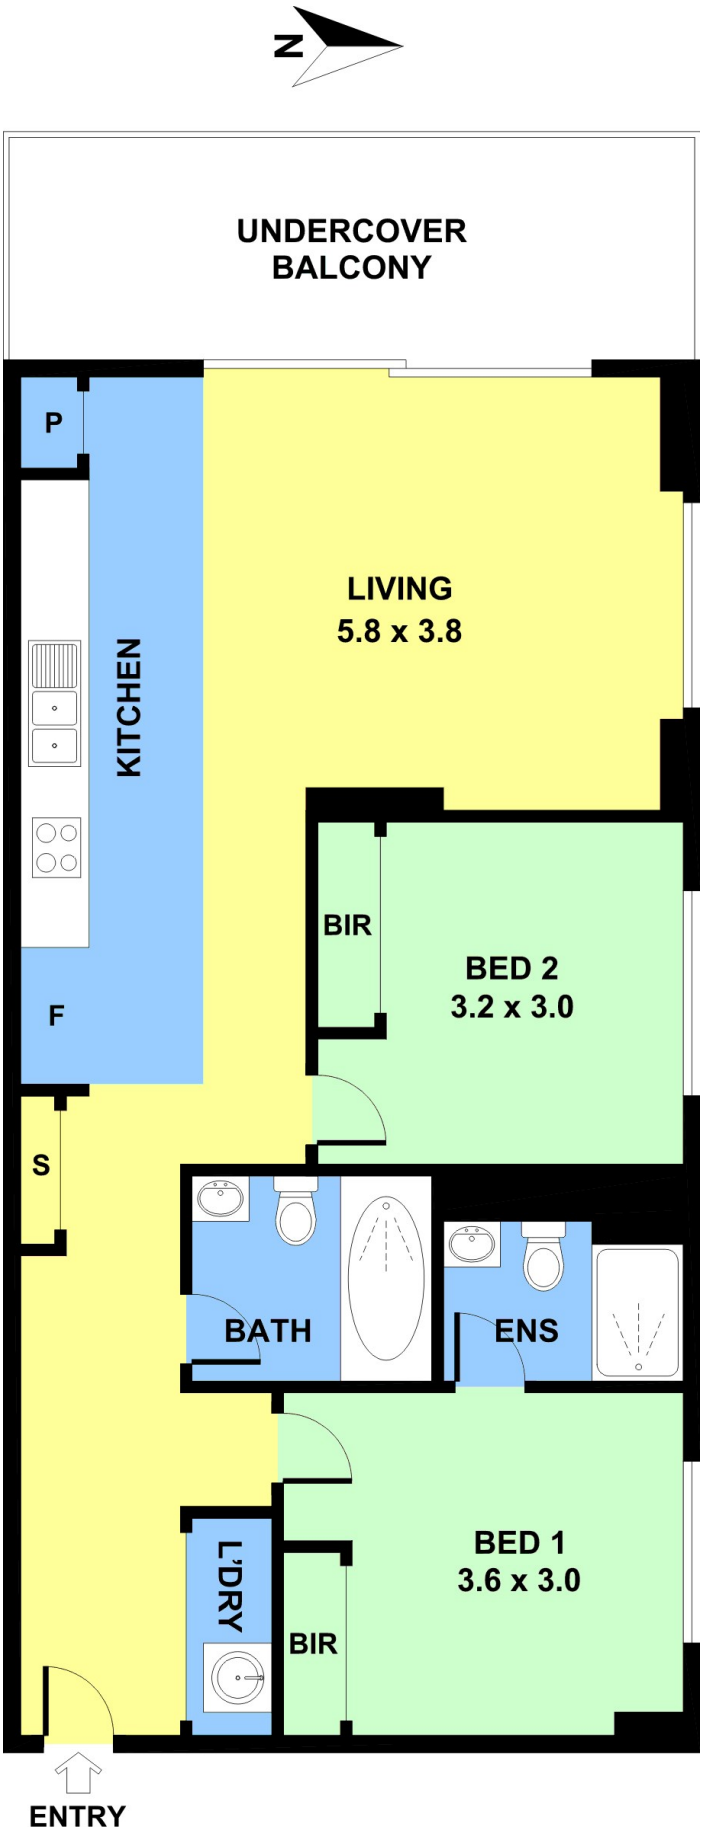 N
UNDERCOVER
BALCONY
P
LIVING
5.8 x 3.8
KITCHEN
BIR
BED 2
3.2 x 3.0
F
S
BATH
ENS
L'DRY
BED 1
3.6 x 3.0
BIR
ENTRY